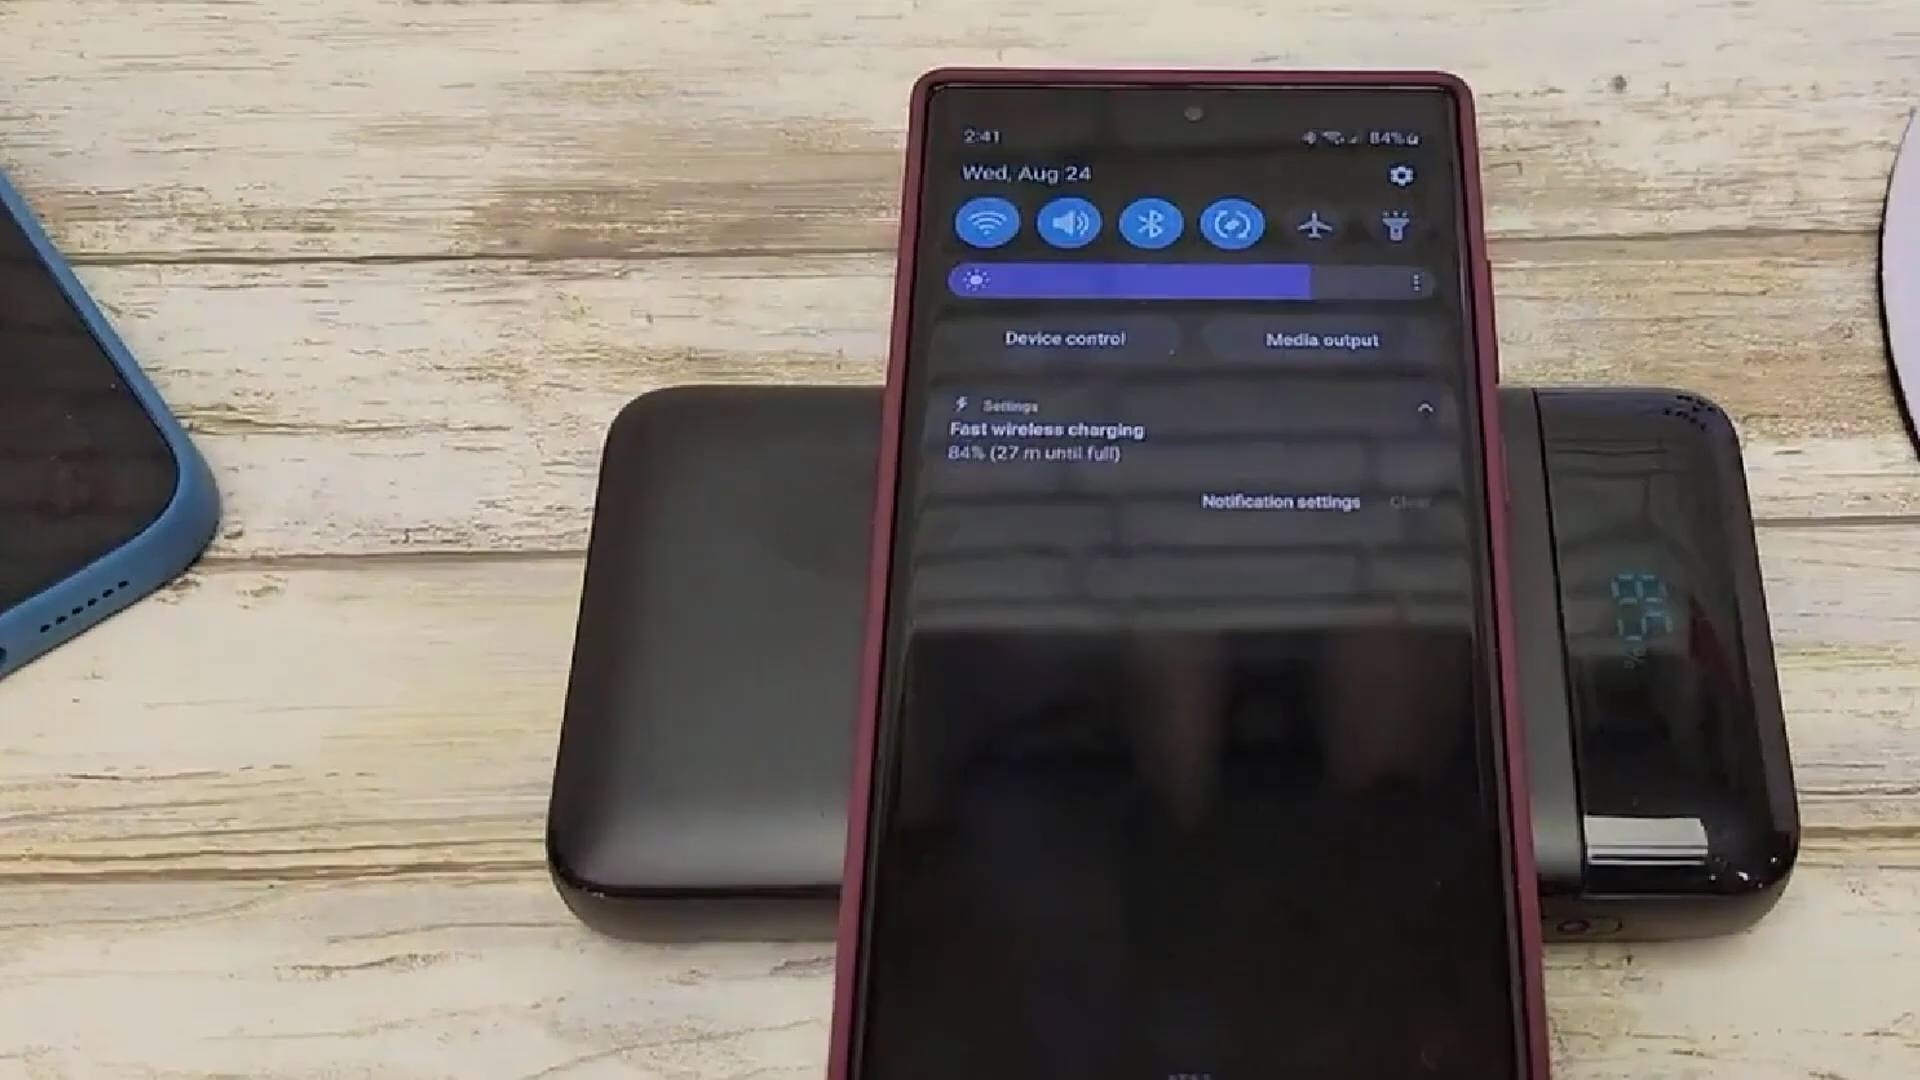 2:41 84%
Wed, Aug 24
Device control Media output
Settings
Fast wireless charging
84% (27 m until full)
Notification settings Clear